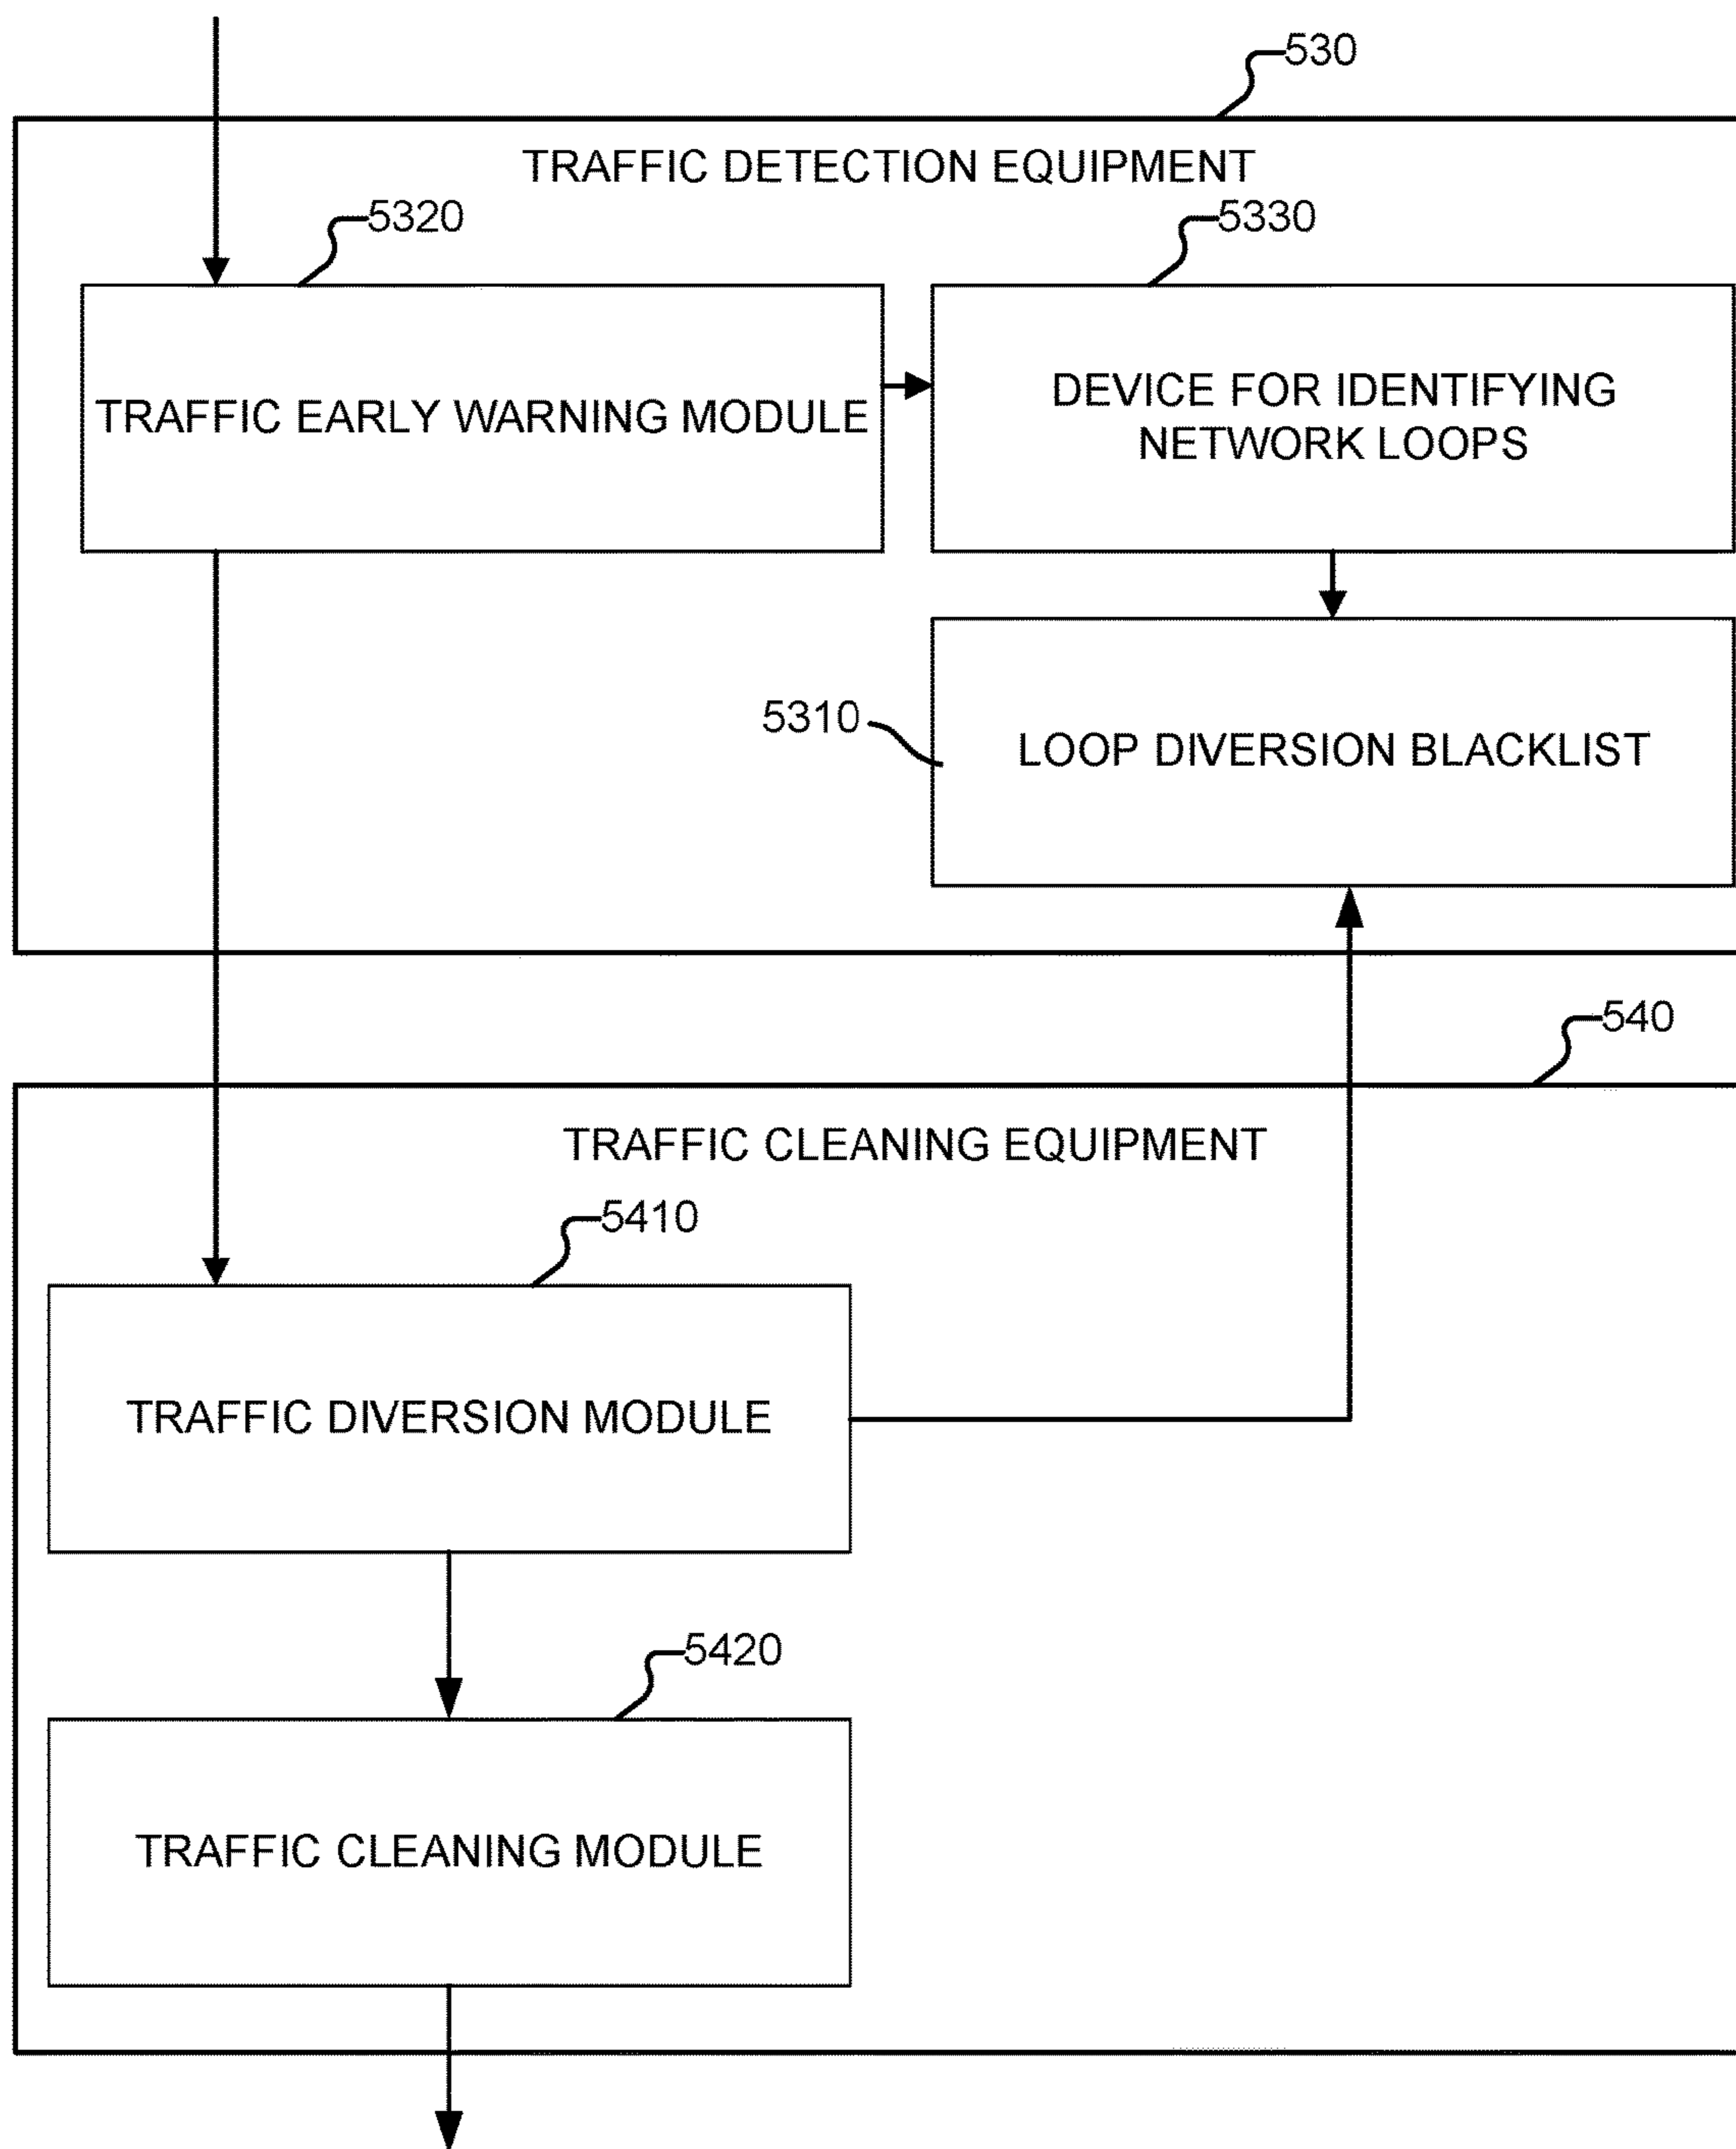 530
TRAFFIC DETECTION EQUIPMENT
5320
5330
TRAFFIC EARLY WARNING MODULE
DEVICE FOR IDENTIFYING
NETWORK LOOPS
5310
LOOP DIVERSION BLACKLIST
540
TRAFFIC CLEANING EQUIPMENT
5410
TRAFFIC DIVERSION MODULE
5420
TRAFFIC CLEANING MODULE